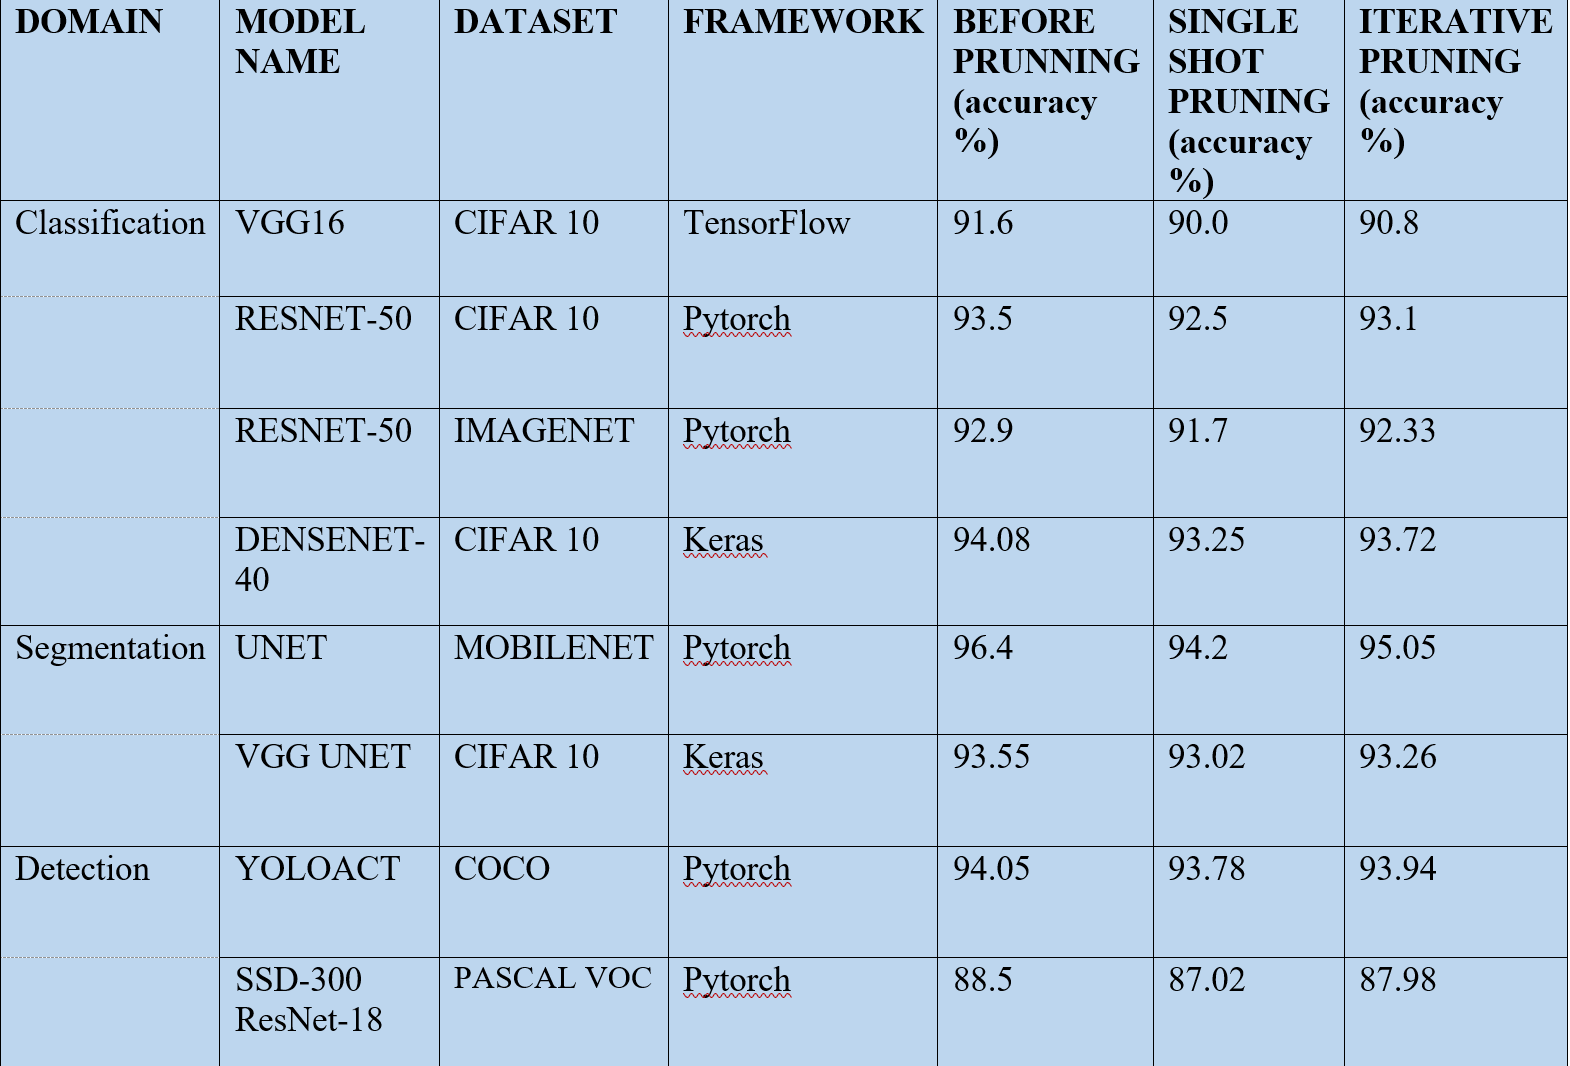 DOMAIN MODEL NAME DATASET FRAMEWORK BEFORE PRUNNING (accuracy %) SINGLE SHOT PRUNING (accuracy %) ITERATIVE PRUNING (accuracy %)
Classification VGG16 CIFAR 10 TensorFlow 91.6 90.0 90.8
RESNET-50 CIFAR 10 Pytorch 93.5 92.5 93.1
RESNET-50 IMAGENET Pytorch 92.9 91.7 92.33
DENSENET-40 CIFAR 10 Keras 94.08 93.25 93.72
Segmentation UNET MOBILENET Pytorch 96.4 94.2 95.05
VGG UNET CIFAR 10 Keras 93.55 93.02 93.26
Detection YOLOACT COCO Pytorch 94.05 93.78 93.94
SSD-300 ResNet-18 PASCAL VOC Pytorch 88.5 87.02 87.98